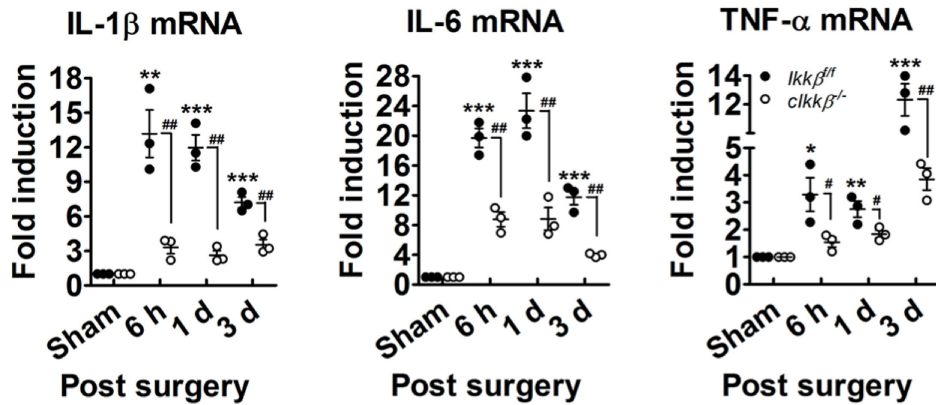 IL-1β mRNA
Fold induction
18
15
12
9
6
3
0
**
##
***
##
***
##
Sham
6 h
1 d
3 d
Post surgery
IL-6 mRNA
Fold induction
28
24
20
16
12
8
4
0
***
##
***
##
***
##
Sham
6 h
1 d
3 d
Post surgery
TNF-α mRNA
Fold induction
14
12
5
4
3
2
1
0
*
#
**
#
***
##
Ikkβf/f
cIkkβ-/-
Sham
6 h
1 d
3 d
Post surgery